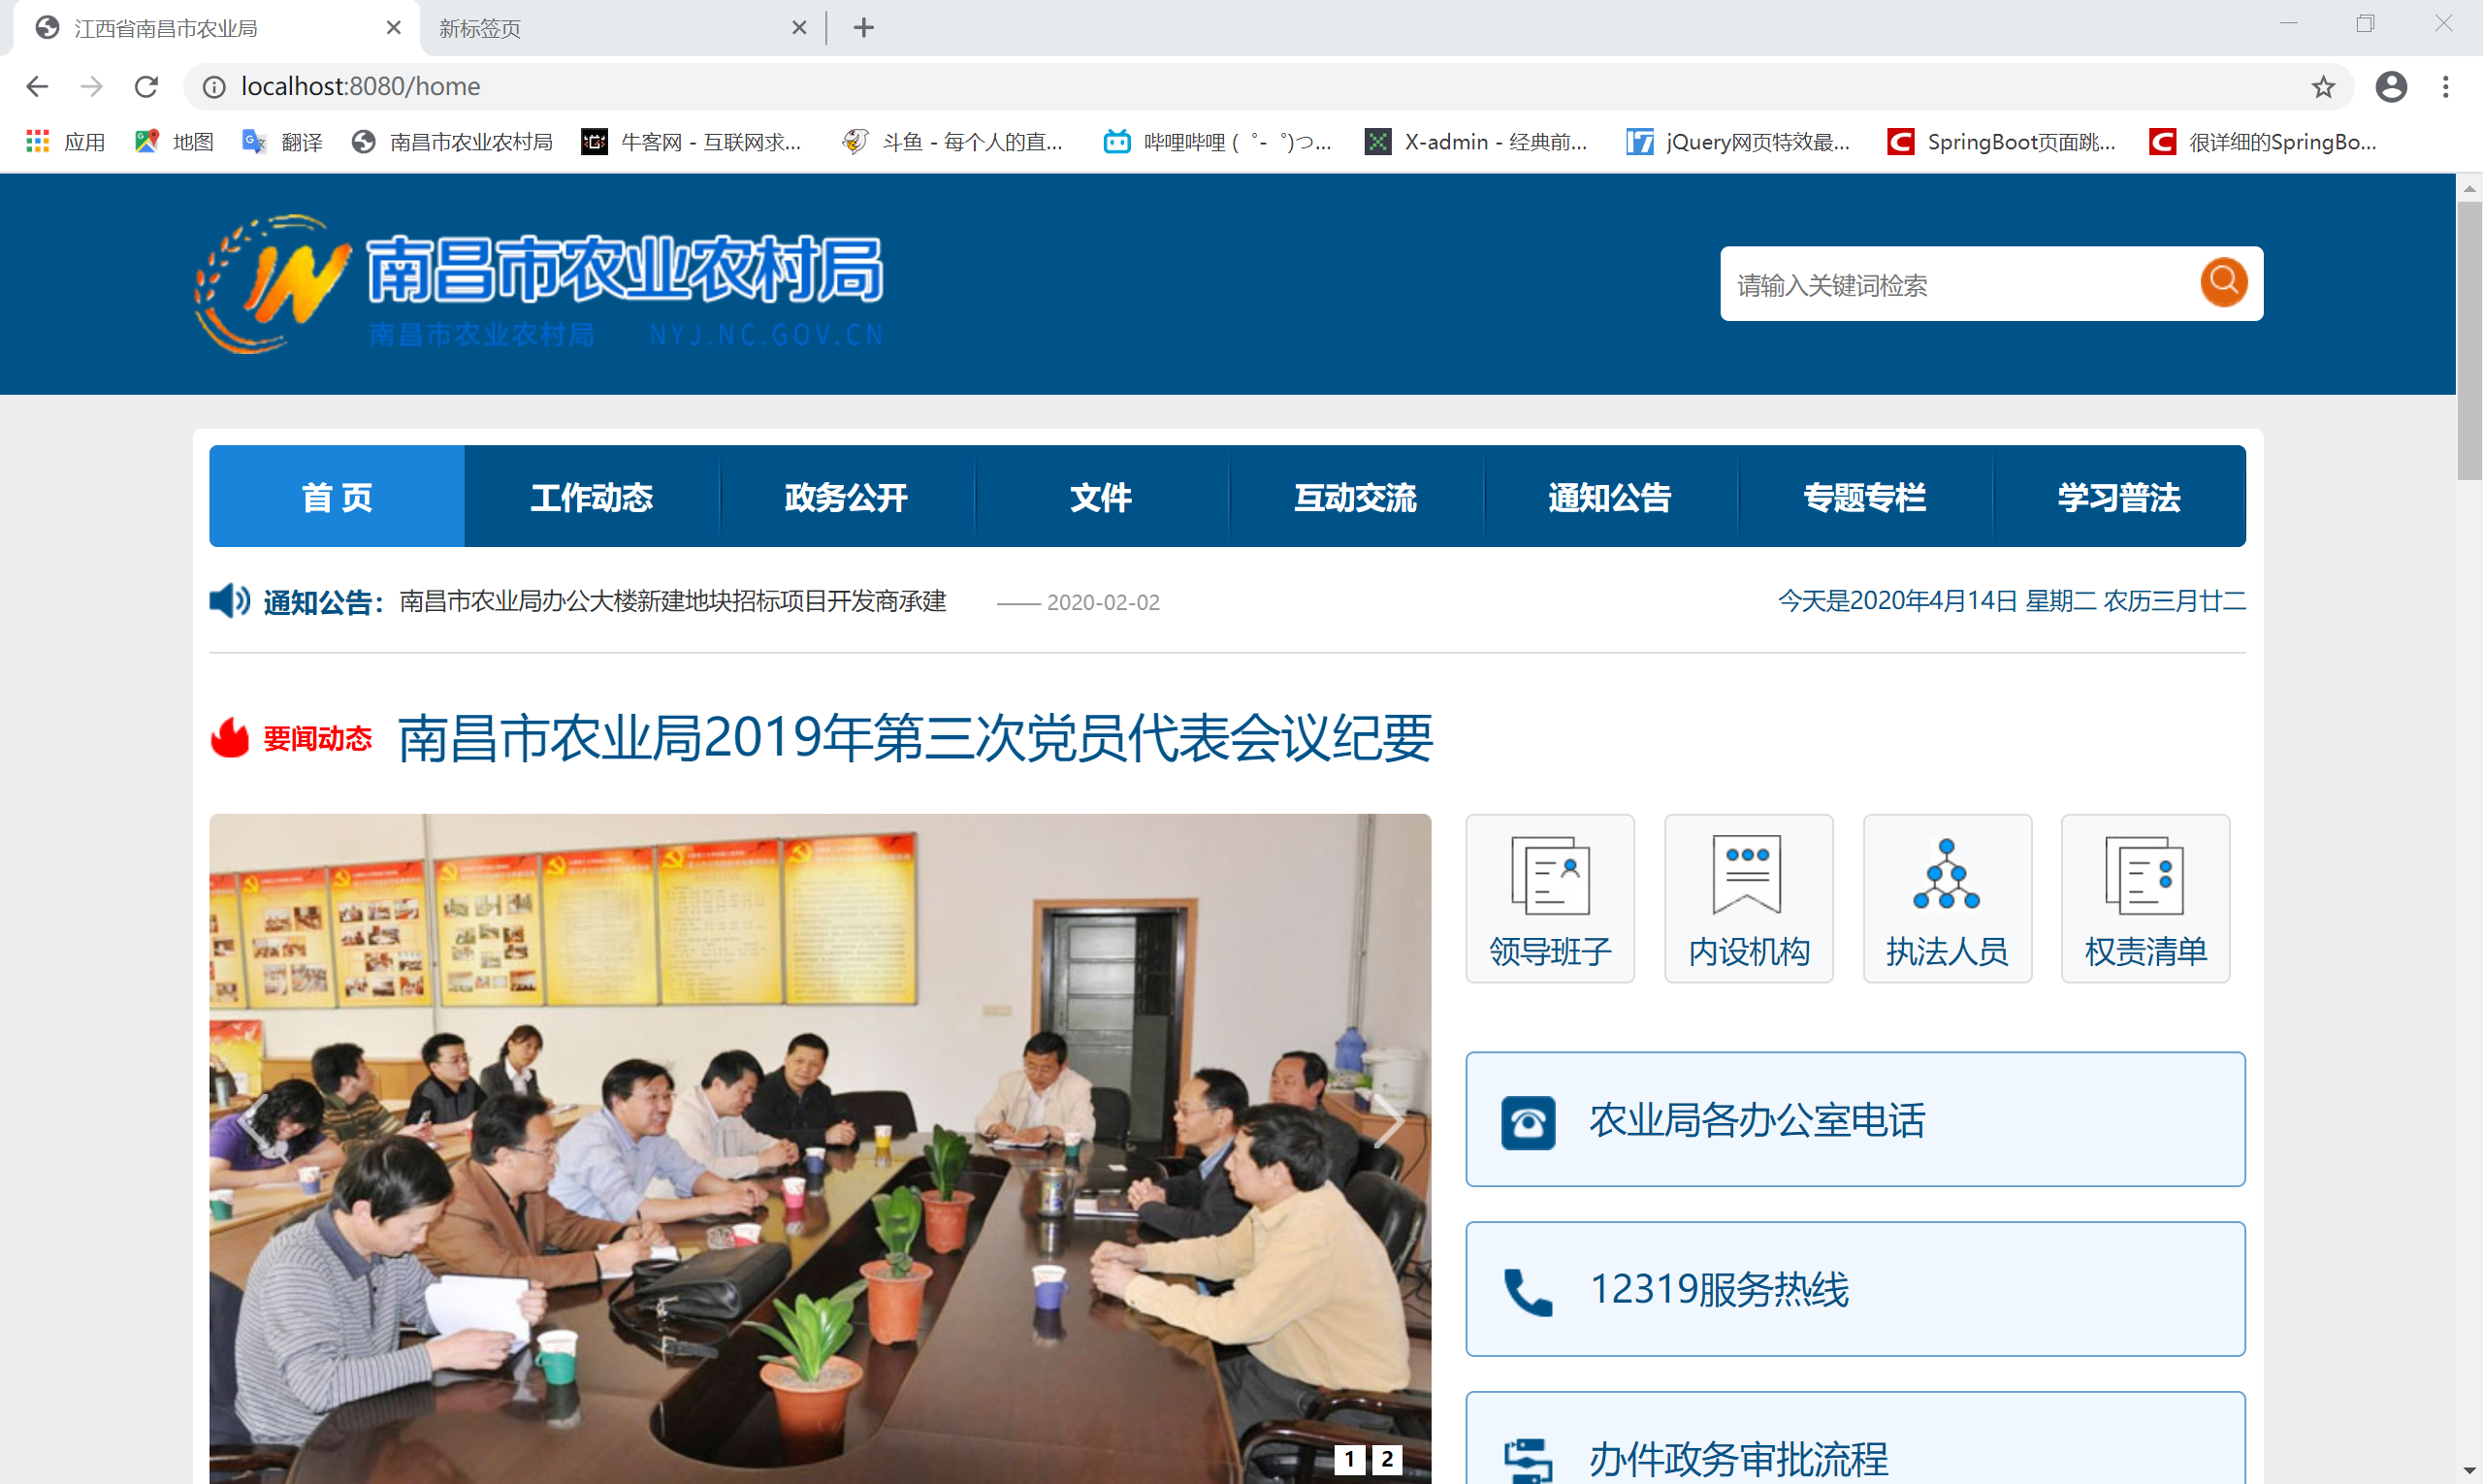 江西省南昌市农业局
新标签页
localhost:8080/home
应用 地图 翻译 南昌市农业农村局 牛客网 - 互联网求... 斗鱼 - 每个人的直... 哔哩哔哩 ( ゜- ゜)つ... X-admin - 经典前... jQuery网页特效最... SpringBoot页面跳... 很详细的SpringBo...
南昌市农业农村局
南昌市农业农村局 NYJ.NC.GOV.CN
请输入关键词检索
首 页 工作动态 政务公开 文件 互动交流 通知公告 专题专栏 学习普法
通知公告： 南昌市农业局办公大楼新建地块招标项目开发商承建 —— 2020-02-02
今天是2020年4月14日 星期二 农历三月廿二
要闻动态 南昌市农业局2019年第三次党员代表会议纪要
领导班子 内设机构 执法人员 权责清单
农业局各办公室电话
12319服务热线
办件政务审批流程
1 2